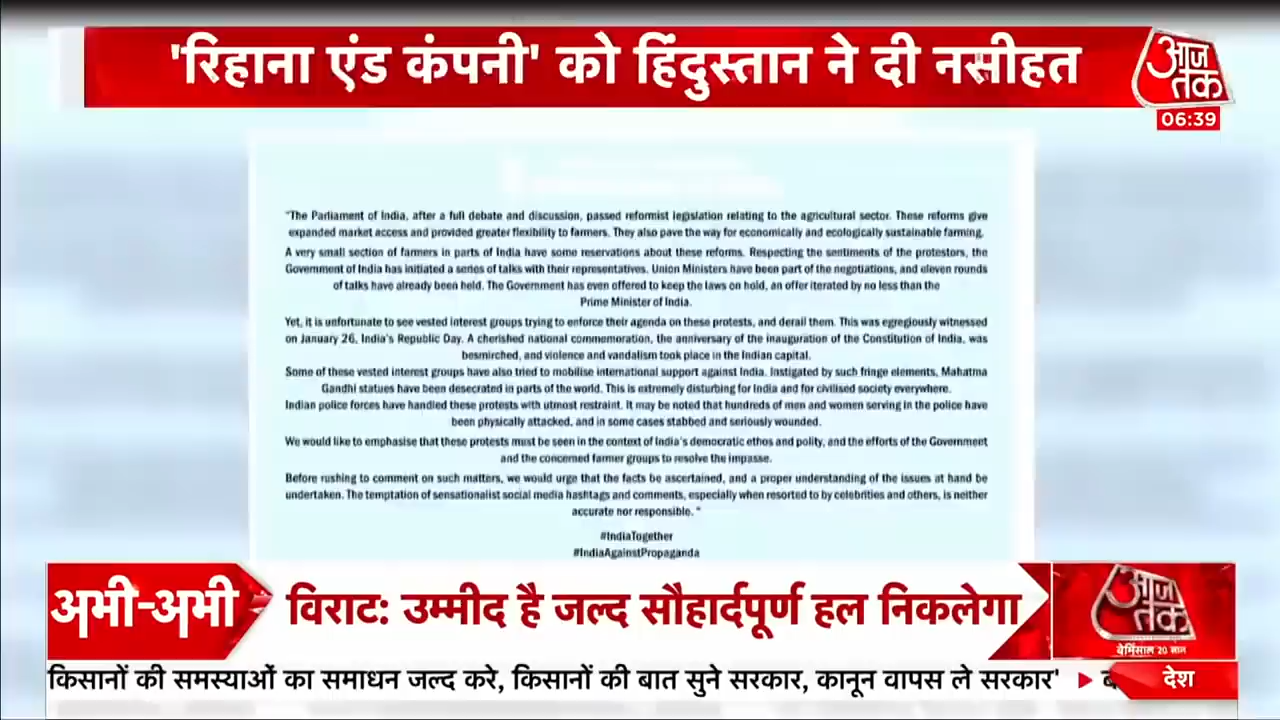 'रिहाना एंड कंपनी' को हिंदुस्तान ने दी नसीहत
आज तक
06:39
"The Parliament of India, after a full debate and discussion, passed reformist legislation relating to the agricultural sector. These reforms give
expanded market access and provided greater flexibility to farmers. They also pave the way for economically and ecologically sustainable farming.
A very small section of farmers in parts of India have some reservations about these reforms. Respecting the sentiments of the protestors, the
Government of India has initiated a series of talks with their representatives. Union Ministers have been part of the negotiations, and eleven rounds
of talks have already been held. The Government has even offered to keep the laws on hold, an offer iterated by no less than the
Prime Minister of India.
Yet, it is unfortunate to see vested interest groups trying to enforce their agenda on these protests, and derail them. This was egregiously witnessed
on January 26, India's Republic Day. A cherished national commemoration, the anniversary of the inauguration of the Constitution of India, was
besmirched, and violence and vandalism took place in the Indian capital.
Some of these vested interest groups have also tried to mobilise international support against India. Instigated by such fringe elements, Mahatma
Gandhi statues have been desecrated in parts of the world. This is extremely disturbing for India and for civilised society everywhere.
Indian police forces have handled these protests with utmost restraint. It may be noted that hundreds of men and women serving in the police have
been physically attacked, and in some cases stabbed and seriously wounded.
We would like to emphasise that these protests must be seen in the context of India's democratic ethos and polity, and the efforts of the Government
and the concerned farmer groups to resolve the impasse.
Before rushing to comment on such matters, we would urge that the facts be ascertained, and a proper understanding of the issues at hand be
undertaken. The temptation of sensationalist social media hashtags and comments, especially when resorted to by celebrities and others, is neither
accurate nor responsible. "
#IndiaTogether
#IndiaAgainstPropaganda
अभी-अभी
विराट: उम्मीद है जल्द सौहार्दपूर्ण हल निकलेगा
आज तक
बेमिसाल 20 साल
किसानों की समस्याओं का समाधन जल्द करे, किसानों की बात सुने सरकार, कानून वापस ले सरकार'
देश